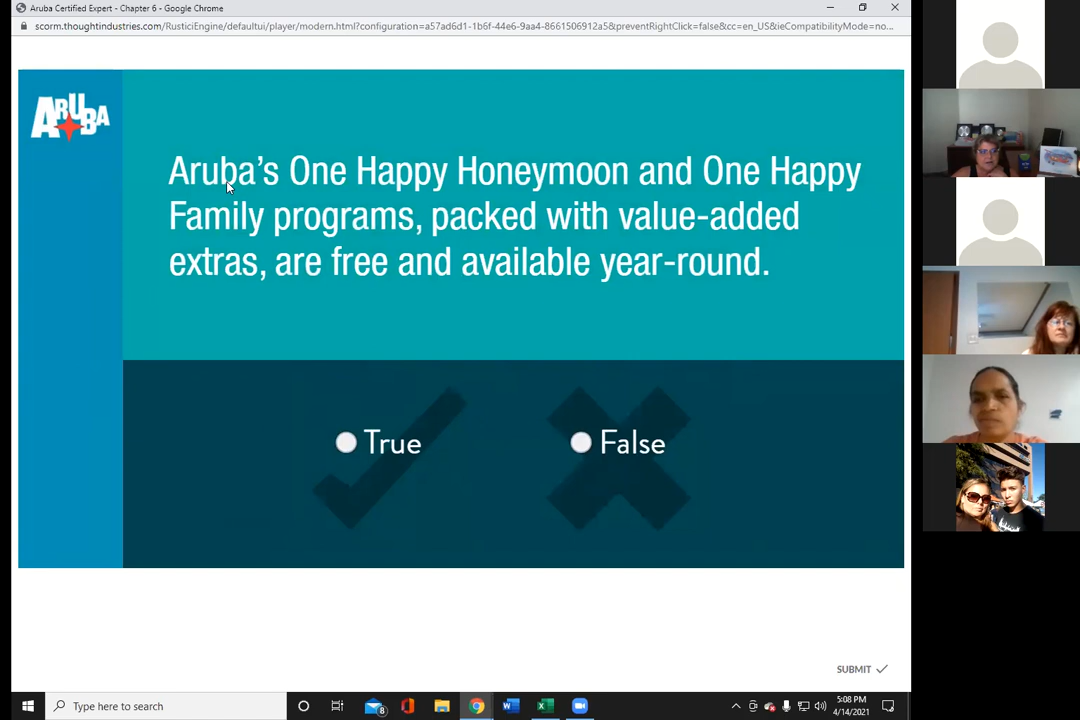 Aruba Certified Expert - Chapter 6 - Google Chrome
scorm.thoughtindustries.com/RusticiEngine/defaultui/player/modern.html?configuration=a57ad6d1-1b6f-44e6-9aa4-8661506912a5&preventRightClick=false&cc=en_US&ieCompatibilityMode=no...
ARUBA
Aruba's One Happy Honeymoon and One Happy
Family programs, packed with value-added
extras, are free and available year-round.
True
False
SUBMIT
Type here to search
8
5:08 PM
4/14/2021